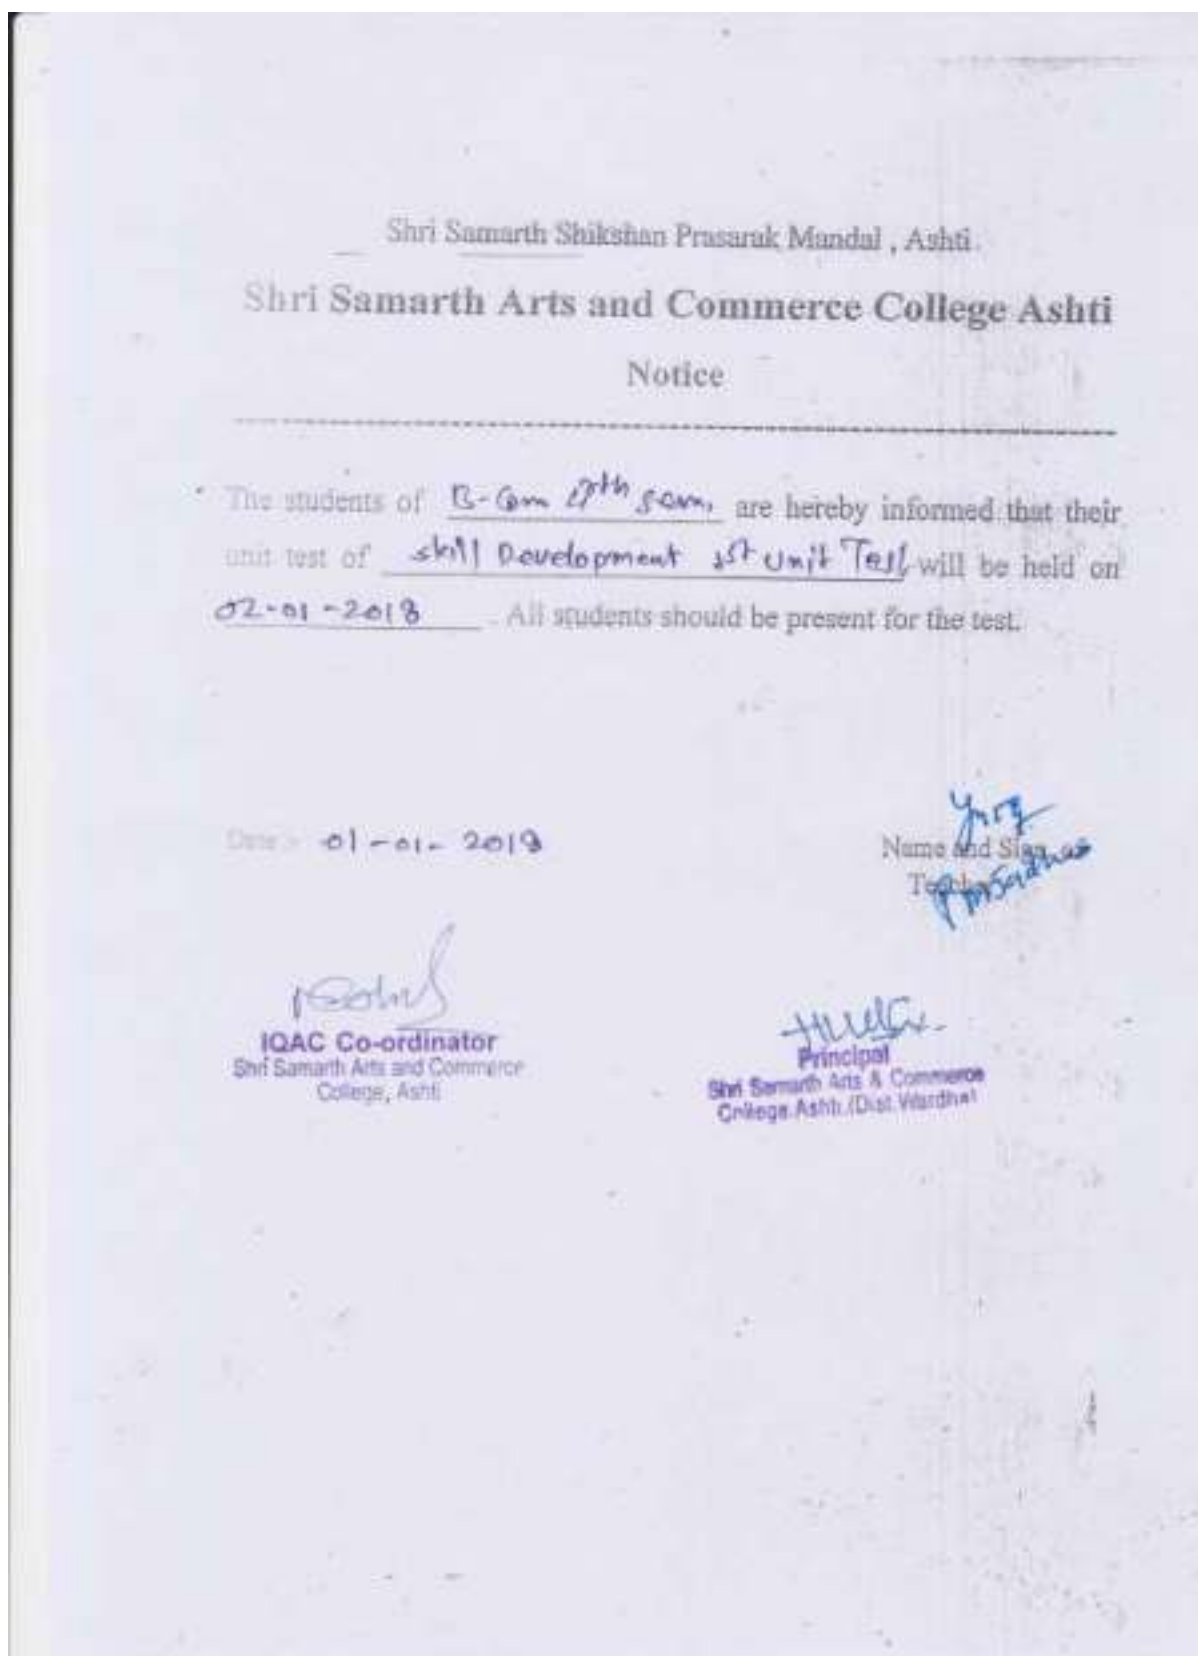 Shri Samarth Shikshan Prasarak Mandal , Ashti.
Shri Samarth Arts and Commerce College Ashti
Notice
The students of B-Com sem, are hereby informed that their
unit test of skill Development 1st Unit Test will be held on
02-01-2018 . All students should be present for the test.
Date :- 01-01-2018
Name and Sign
Teacher
IQAC Co-ordinator
Shri Samarth Arts and Commerce
College, Ashti
Principal
Shri Samarth Arts & Commerce
College Ashti.(Dist.Wardha)